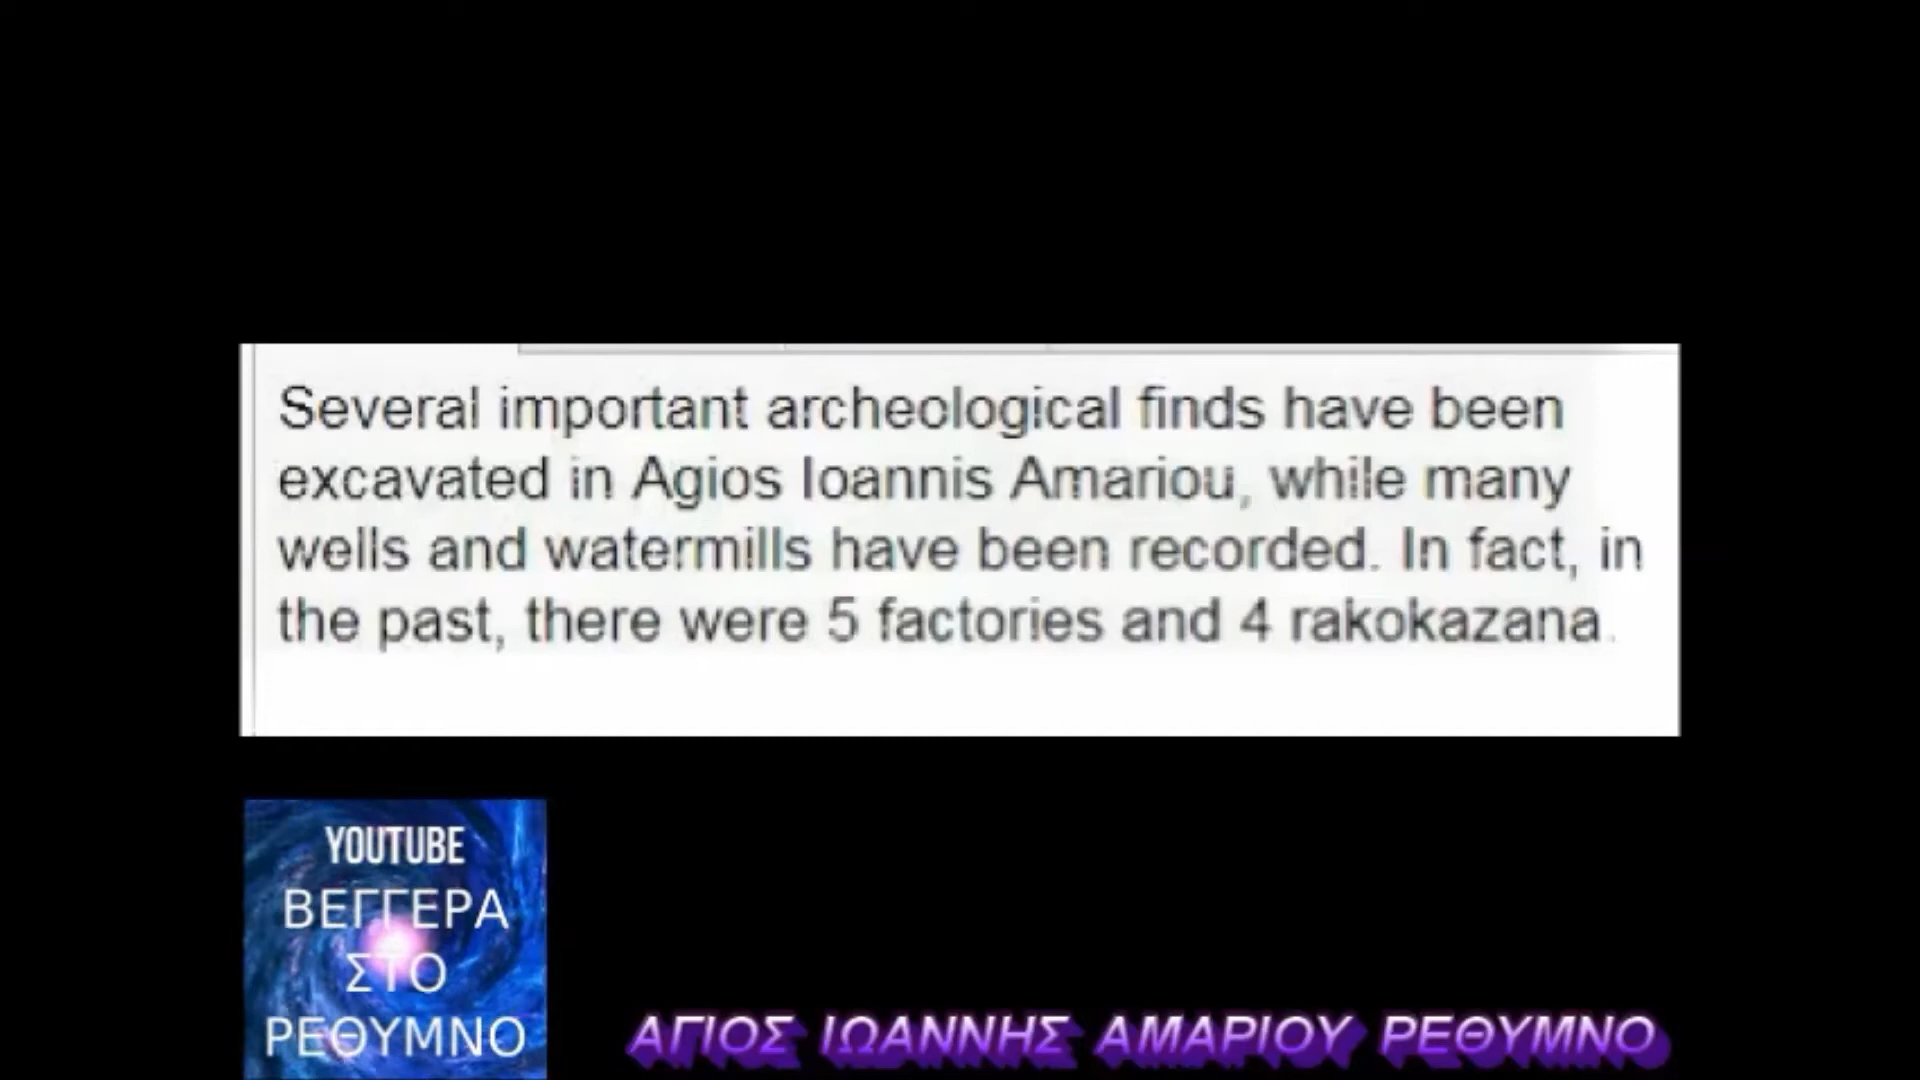 Several important archeological finds have been
excavated in Agios Ioannis Amariou, while many
wells and watermills have been recorded. In fact, in
the past, there were 5 factories and 4 rakokazana.
YOUTUBE
ΒΕΓΓΕΡΑ
ΣΤΟ
ΡΕΘΥΜΝΟ
ΑΓΙΟΣ ΙΩΑΝΝΗΣ ΑΜΑΡΙΟΥ ΡΕΘΥΜΝΟ